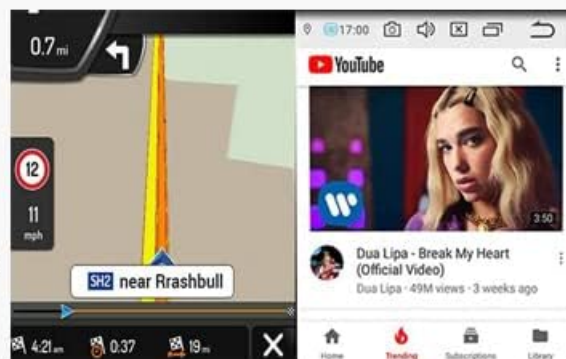 0.7 mi
12
11
mph
SH2 near Rrashbull
4:21 am
0:37
19 mi
17:00
YouTube
3:50
Dua Lipa - Break My Heart
(Official Video)
Dua Lipa · 49M views · 3 weeks ago
Home
Trending
Subscriptions
Library